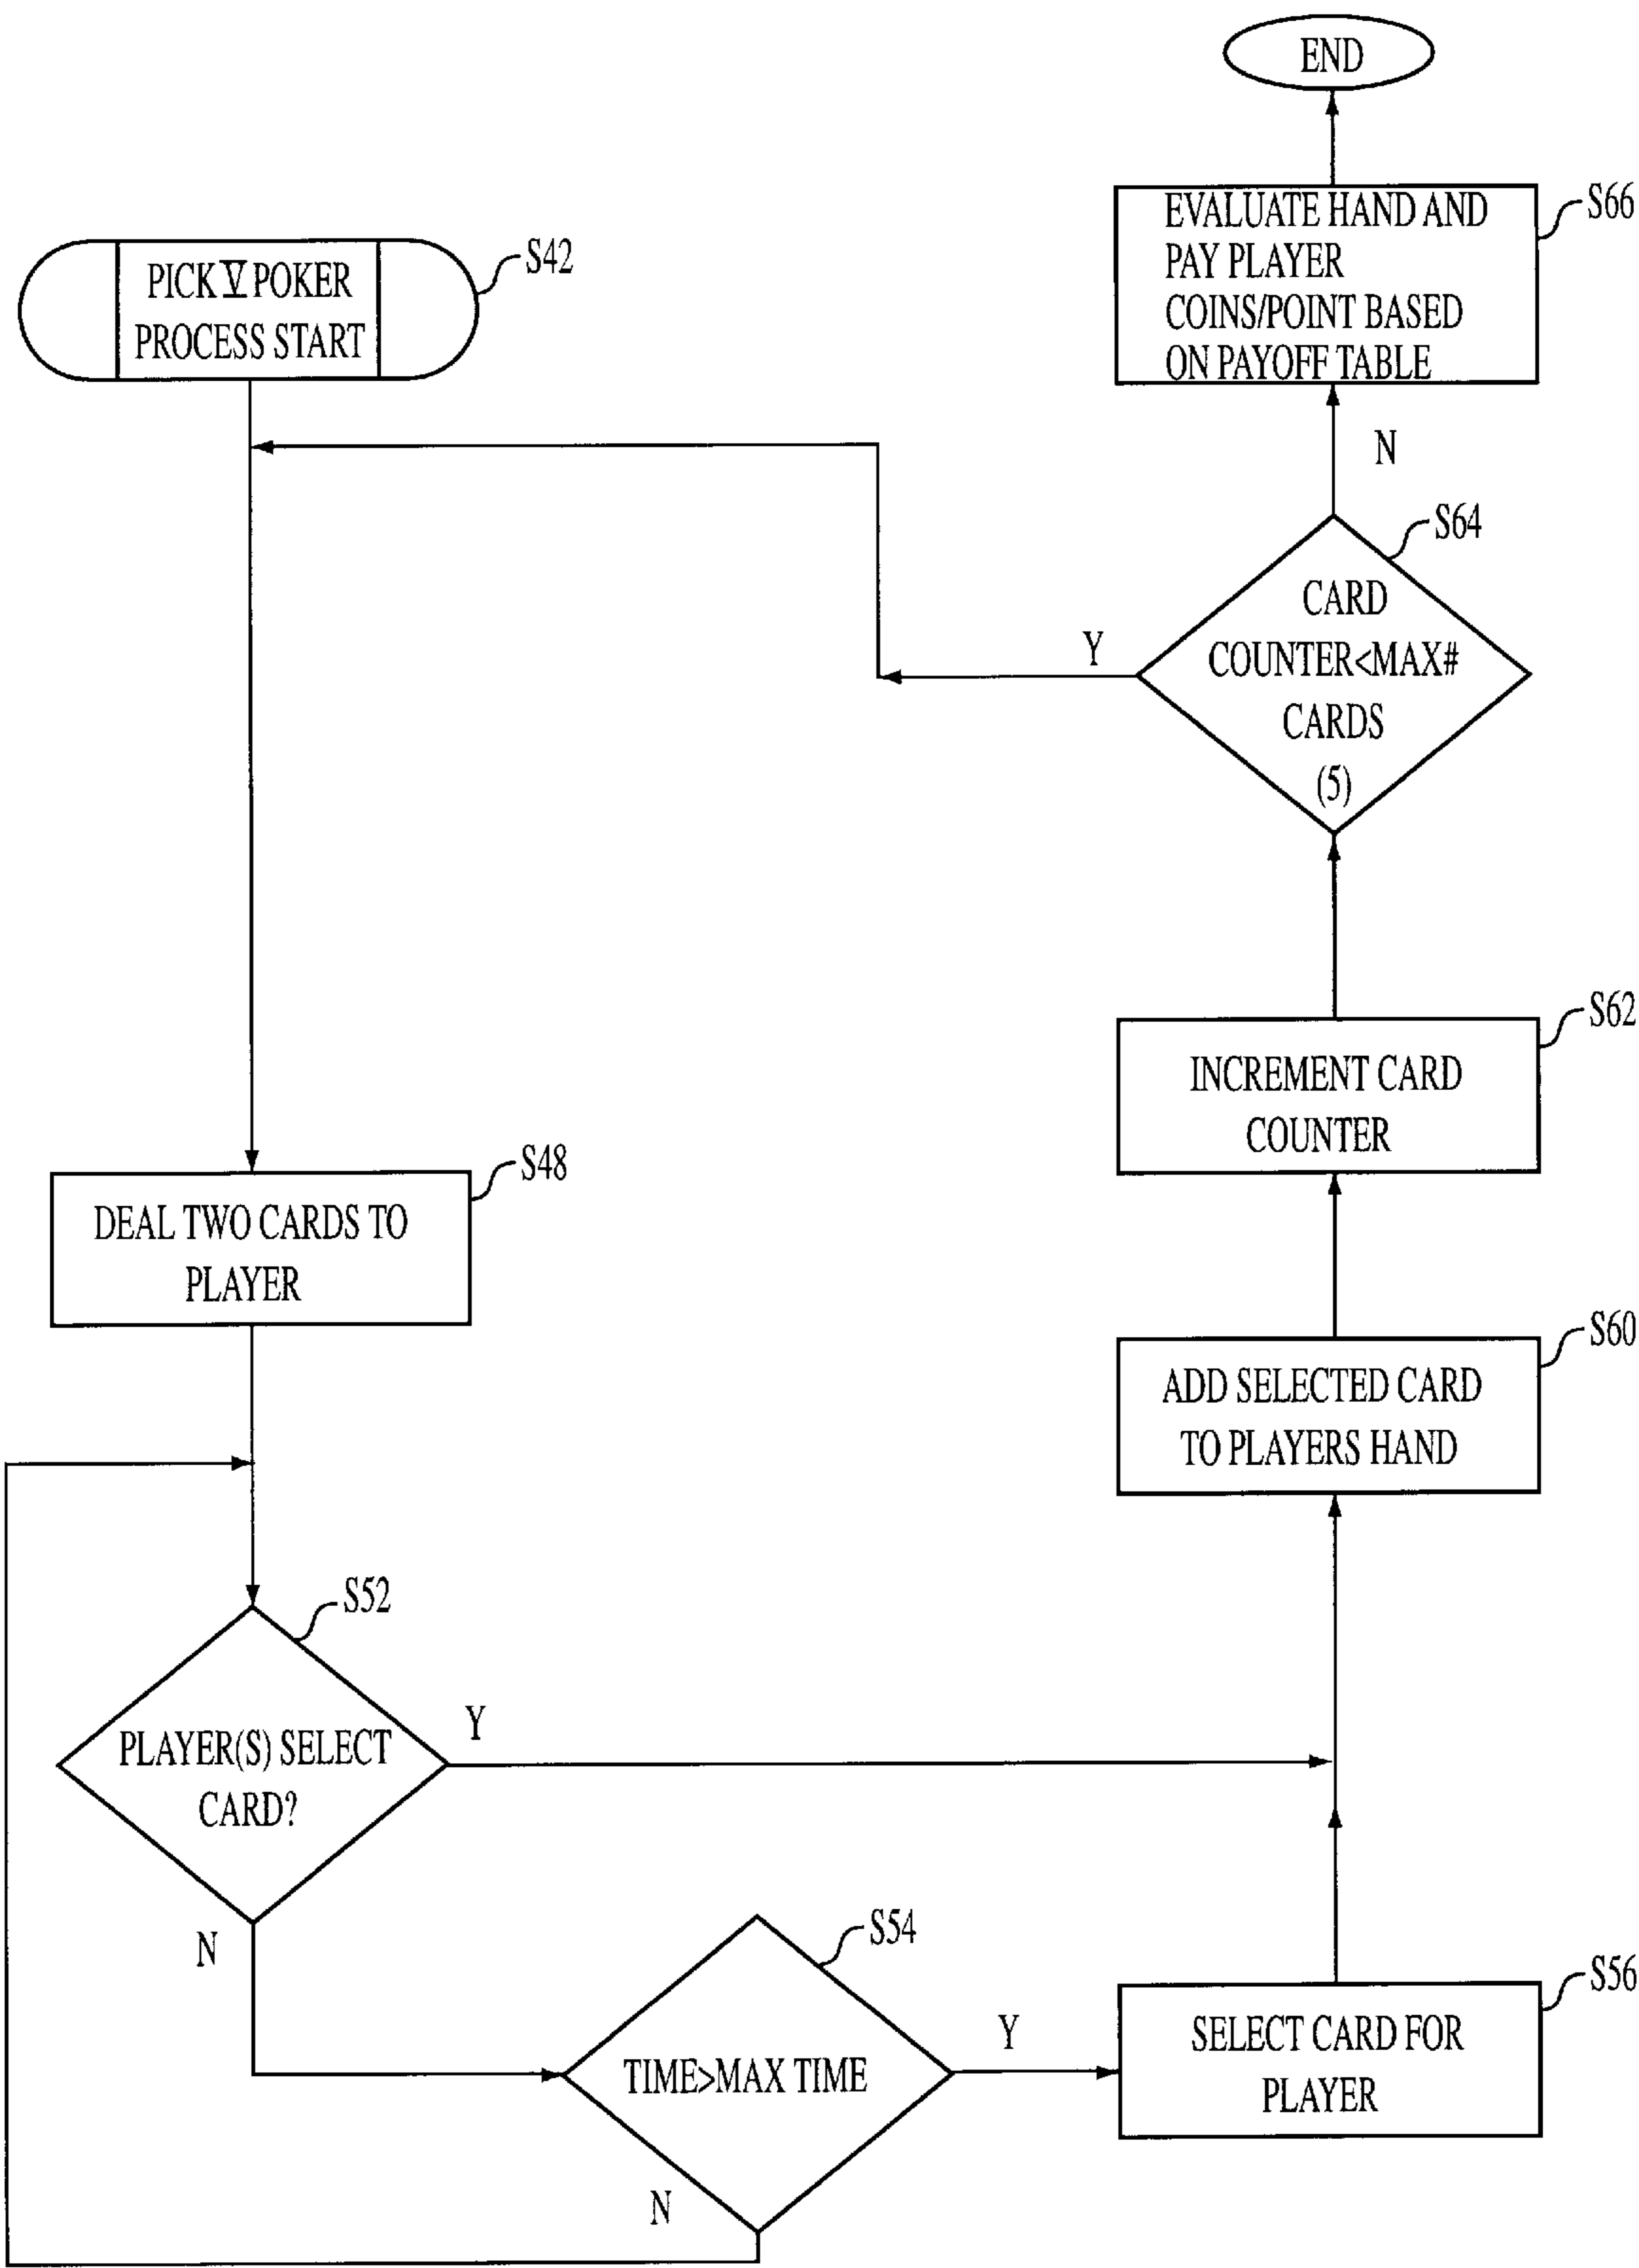 END
EVALUATE HAND AND
PAY PLAYER
COINS/POINT BASED
ON PAYOFF TABLE
S66
PICK V POKER
PROCESS START
S42
N
S64
CARD
COUNTER<MAX#
CARDS
(5)
Y
S62
INCREMENT CARD
COUNTER
S48
DEAL TWO CARDS TO
PLAYER
S60
ADD SELECTED CARD
TO PLAYERS HAND
S52
PLAYER(S) SELECT
CARD?
Y
N
S54
TIME>MAX TIME
Y
N
S56
SELECT CARD FOR
PLAYER